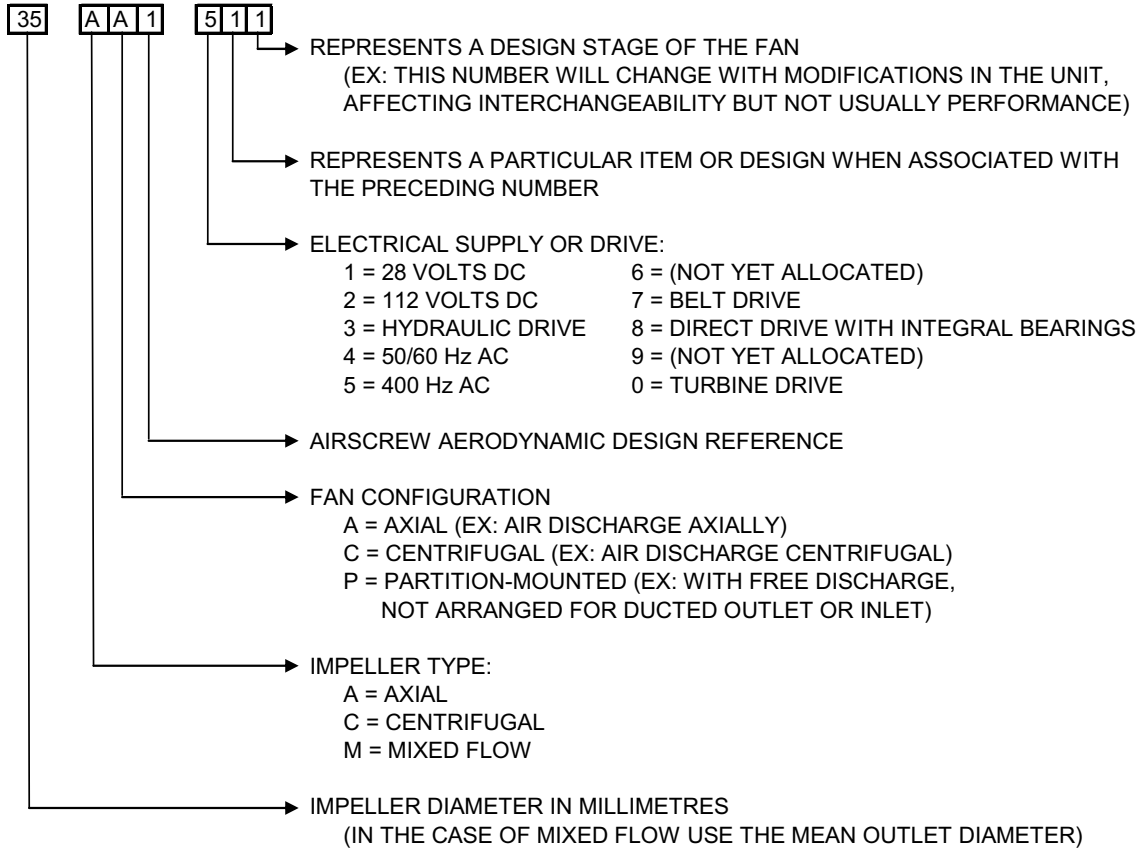 35 A A 1 5 1 1
REPRESENTS A DESIGN STAGE OF THE FAN
(EX: THIS NUMBER WILL CHANGE WITH MODIFICATIONS IN THE UNIT,
AFFECTING INTERCHANGEABILITY BUT NOT USUALLY PERFORMANCE)
REPRESENTS A PARTICULAR ITEM OR DESIGN WHEN ASSOCIATED WITH
THE PRECEDING NUMBER
ELECTRICAL SUPPLY OR DRIVE:
1 = 28 VOLTS DC 6 = (NOT YET ALLOCATED)
2 = 112 VOLTS DC 7 = BELT DRIVE
3 = HYDRAULIC DRIVE 8 = DIRECT DRIVE WITH INTEGRAL BEARINGS
4 = 50/60 Hz AC 9 = (NOT YET ALLOCATED)
5 = 400 Hz AC 0 = TURBINE DRIVE
AIRSCREW AERODYNAMIC DESIGN REFERENCE
FAN CONFIGURATION
A = AXIAL (EX: AIR DISCHARGE AXIALLY)
C = CENTRIFUGAL (EX: AIR DISCHARGE CENTRIFUGAL)
P = PARTITION-MOUNTED (EX: WITH FREE DISCHARGE,
NOT ARRANGED FOR DUCTED OUTLET OR INLET)
IMPELLER TYPE:
A = AXIAL
C = CENTRIFUGAL
M = MIXED FLOW
IMPELLER DIAMETER IN MILLIMETRES
(IN THE CASE OF MIXED FLOW USE THE MEAN OUTLET DIAMETER)